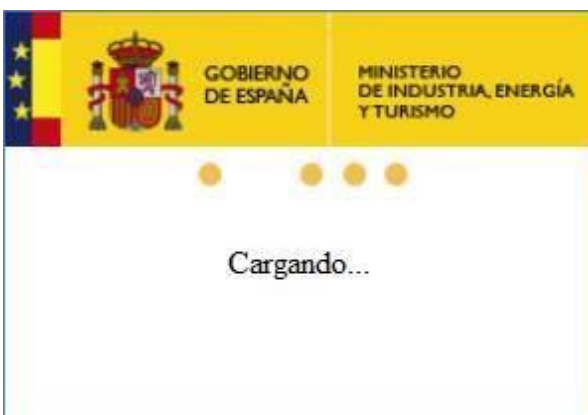 GOBIERNO
DE ESPAÑA
MINISTERIO
DE INDUSTRIA, ENERGÍA
Y TURISMO
Cargando...